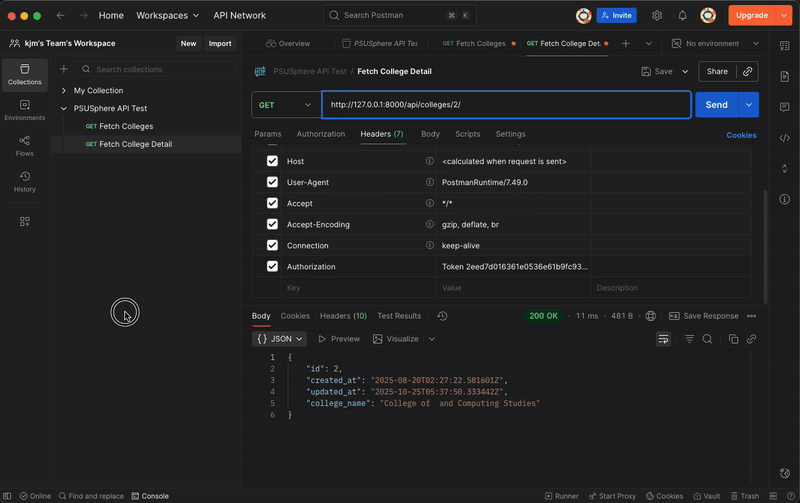 Home Workspaces API Network Search Postman ⌘ K Invite Upgrade
kjm's Team's Workspace New Import Overview PSUSphere API Tes GET Fetch Colleges GET Fetch College Det. No environment
Collections
Environments
Flows
History
Search collections
My Collection
PSUSphere API Test
GET Fetch Colleges
GET Fetch College Detail
HTTP PSUSphere API Test / Fetch College Detail Save Share
GET http://127.0.0.1:8000/api/colleges/2/ Send
Params Authorization Headers (7) Body Scripts Settings Cookies
Host <calculated when request is sent>
User-Agent PostmanRuntime/7.49.0
Accept */*
Accept-Encoding gzip, deflate, br
Connection keep-alive
Authorization Token 2eed7d016361e0536e61b9fc93...
Key Value Description
Body Cookies Headers (10) Test Results 200 OK • 11 ms • 481 B • Save Response
{} JSON Preview Visualize
1 {
2 "id": 2,
3 "created_at": "2025-08-20T02:27:22.581601Z",
4 "updated_at": "2025-10-25T05:37:50.333442Z",
5 "college_name": "College of  and Computing Studies"
6 }
Online Find and replace Console Runner Start Proxy Cookies Vault Trash